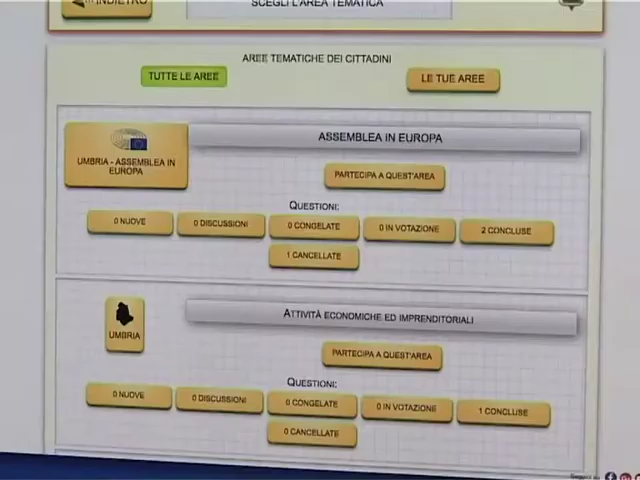 INDIETRO
SCEGLI L'AREA TEMATICA
AREE TEMATICHE DEI CITTADINI
TUTTE LE AREE
LE TUE AREE
UMBRIA - ASSEMBLEA IN
EUROPA
ASSEMBLEA IN EUROPA
PARTECIPA A QUEST'AREA
QUESTIONI:
0 NUOVE
0 DISCUSSIONI
0 CONGELATE
0 IN VOTAZIONE
2 CONCLUSE
1 CANCELLATE
UMBRIA
ATTIVITÀ ECONOMICHE ED IMPRENDITORIALI
PARTECIPA A QUEST'AREA
QUESTIONI:
0 NUOVE
0 DISCUSSIONI
0 CONGELATE
0 IN VOTAZIONE
1 CONCLUSE
0 CANCELLATE